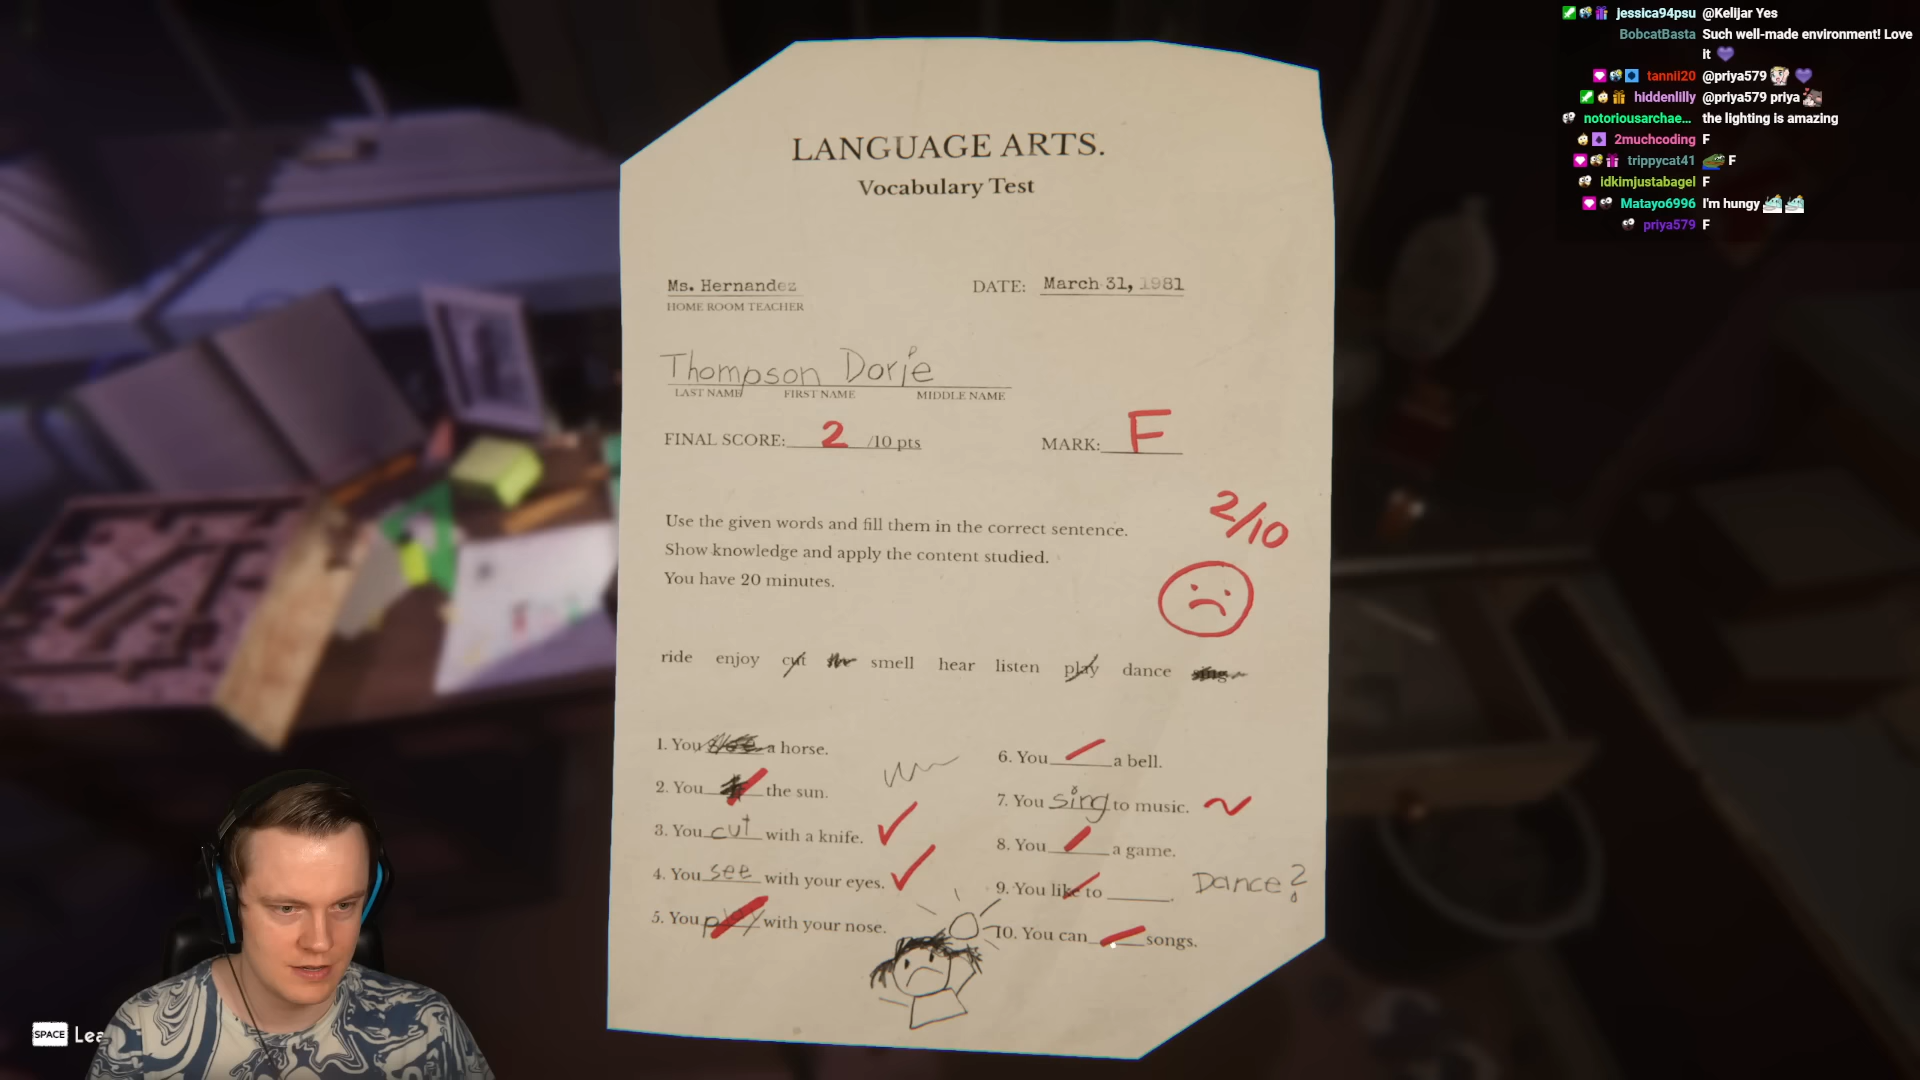 jessica94psu @Kelijar Yes
BobcatBasta Such well-made environment! Love
it
tannii20 @priya579
hiddenlilly @priya579 priya
notoriousarchae... the lighting is amazing
2muchcoding F
trippycat41 F
idkimjustabagel F
Matayo6996 I'm hungy
priya579 F
LANGUAGE ARTS.
Vocabulary Test
Ms. Hernandez DATE: March 31, 1981
HOME ROOM TEACHER
Thompson Dorje
LAST NAME FIRST NAME MIDDLE NAME
FINAL SCORE: 2 /10 pts MARK: F
2/10
Use the given words and fill them in the correct sentence.
Show knowledge and apply the content studied.
You have 20 minutes.
ride enjoy cut smell hear listen play dance sing
1. You a horse.
2. You the sun.
3. You cut with a knife.
4. You see with your eyes.
5. You play with your nose.
6. You a bell.
7. You sing to music.
8. You a game.
9. You like to . Dance?
10. You can songs.
SPACE Lea